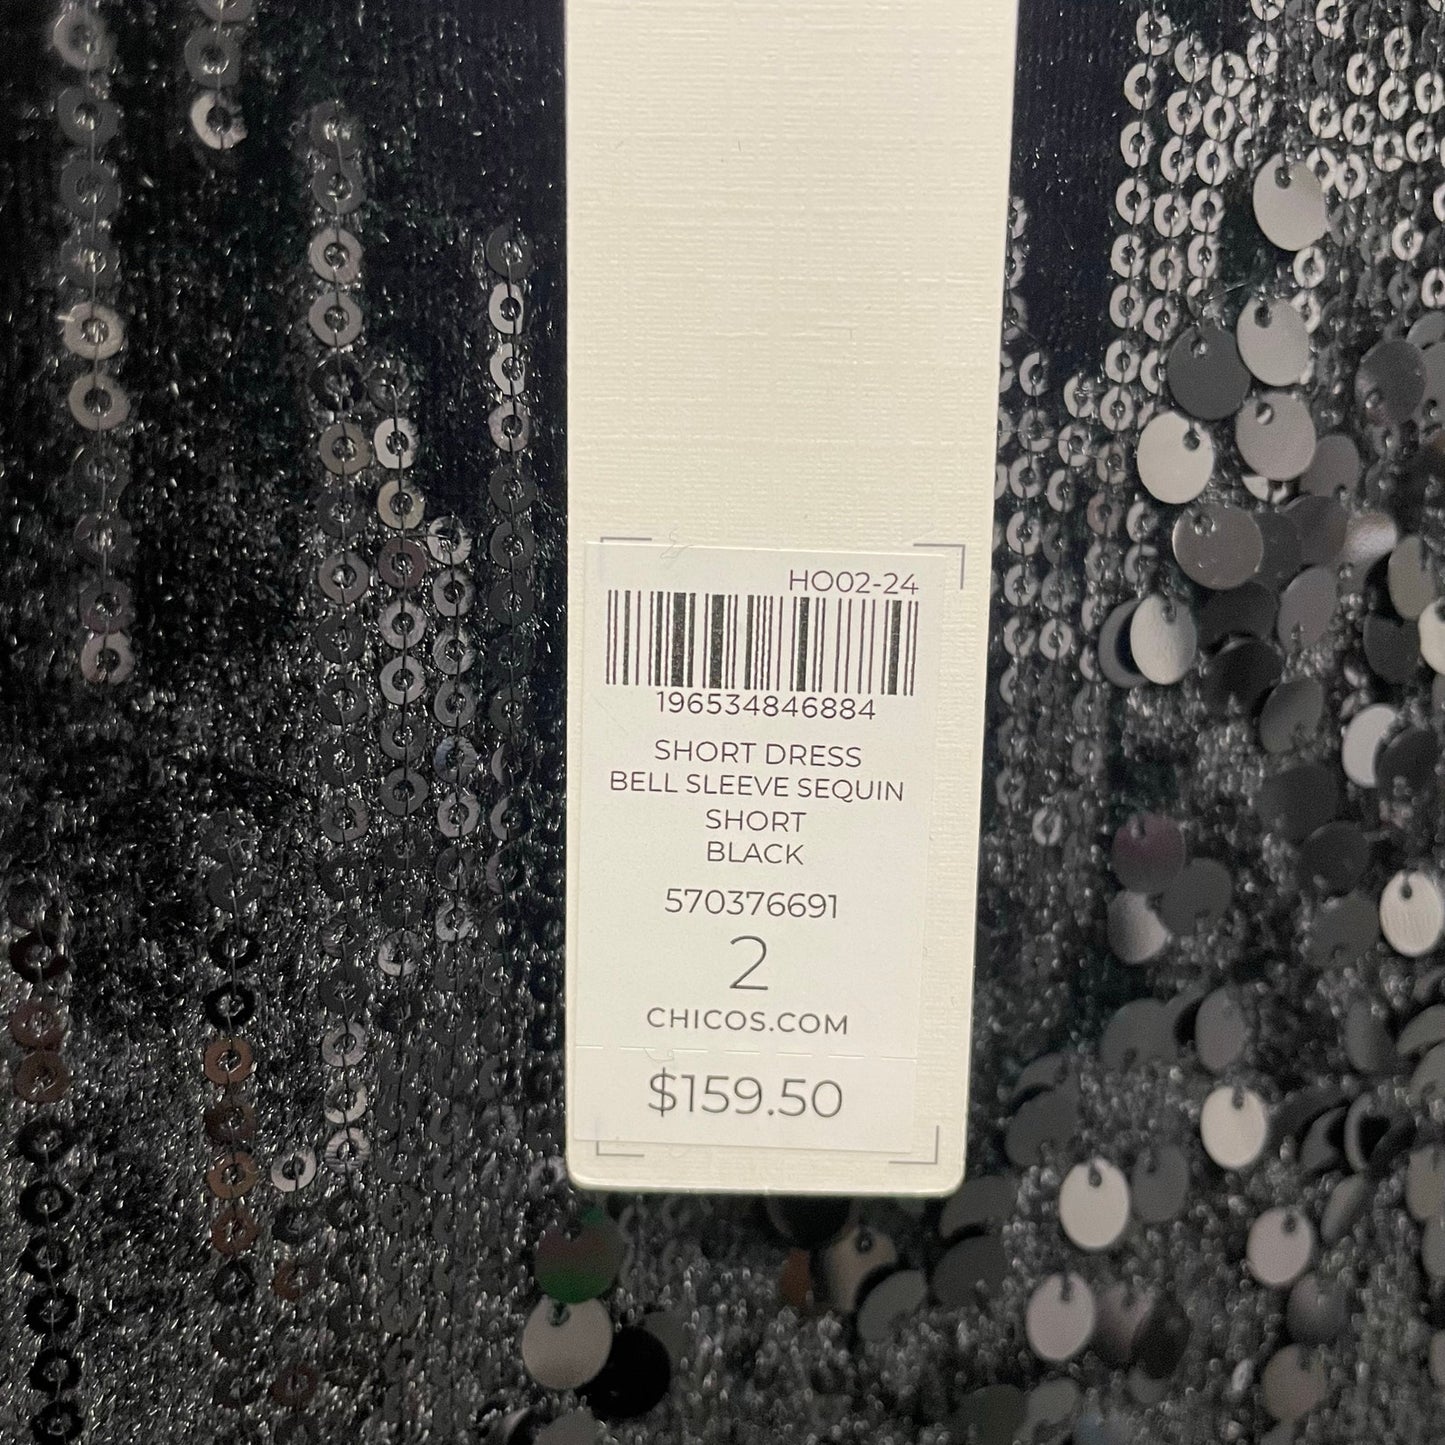 HO02-24
196534846884
SHORT DRESS
BELL SLEEVE SEQUIN
SHORT
BLACK
570376691
2
CHICOS.COM
$159.50